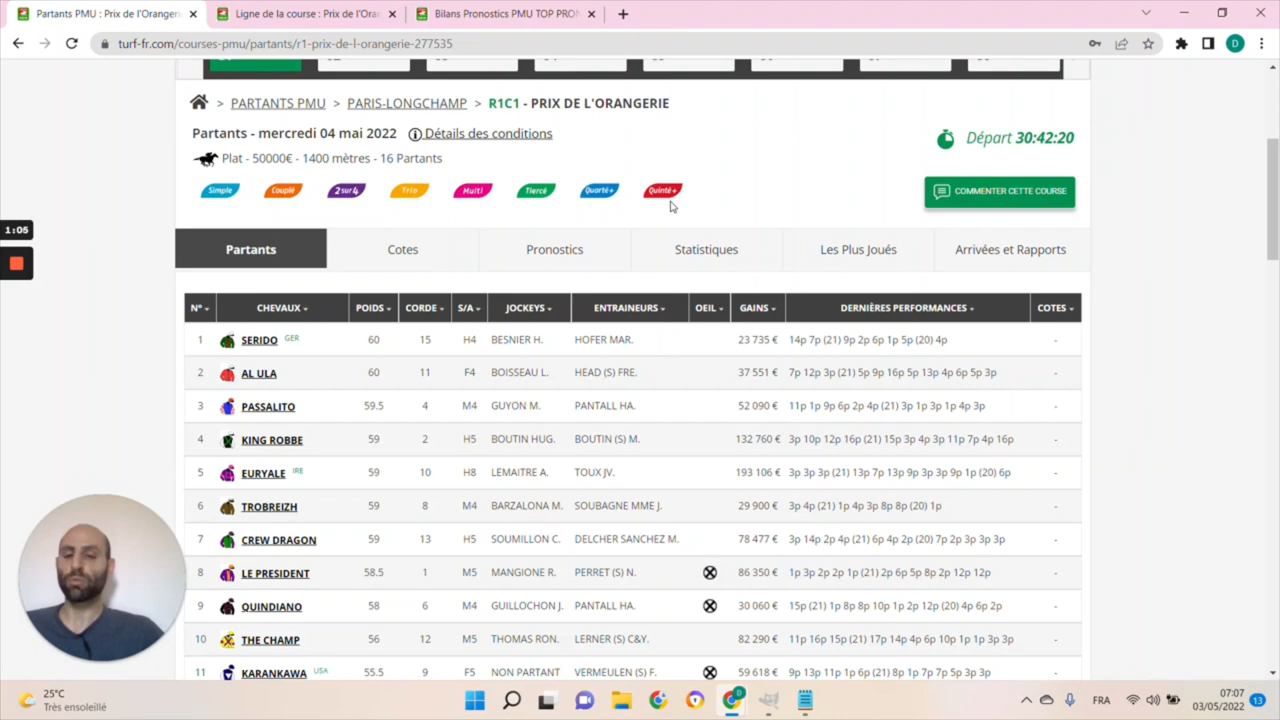 Partants PMU : Prix de l'Orangeri
Ligne de la course : Prix de l'Oran
Bilans Pronostics PMU TOP PRON
turf-fr.com/courses-pmu/partants/r1-prix-de-l-orangerie-277535
D
> PARTANTS PMU > PARIS-LONGCHAMP > R1C1 - PRIX DE L'ORANGERIE
Partants - mercredi 04 mai 2022 Détails des conditions
Départ 30:42:20
Plat - 50000€ - 1400 mètres - 16 Partants
Simple Couplé 2sur4 Trio Multi Tiercé Quarté+ Quinté+
COMMENTER CETTE COURSE
1:05
Partants Cotes Pronostics Statistiques Les Plus Joués Arrivées et Rapports
N° CHEVAUX POIDS CORDE S/A JOCKEYS ENTRAINEURS OEIL GAINS DERNIÈRES PERFORMANCES COTES
1 SERIDO GER 60 15 H4 BESNIER H. HOFER MAR. 23 735 € 14p 7p (21) 9p 2p 6p 1p 5p (20) 4p -
2 AL ULA 60 11 F4 BOISSEAU L. HEAD (S) FRE. 37 551 € 7p 12p 3p (21) 5p 9p 16p 5p 13p 4p 6p 5p 3p -
3 PASSALITO 59.5 4 M4 GUYON M. PANTALL HA. 52 090 € 11p 1p 9p 6p 2p 4p (21) 3p 1p 3p 1p 4p 3p -
4 KING ROBBE 59 2 H5 BOUTIN HUG. BOUTIN (S) M. 132 760 € 3p 10p 12p 16p (21) 15p 3p 4p 3p 11p 7p 4p 16p -
5 EURYALE IRE 59 10 H8 LEMAITRE A. TOUX JV. 193 106 € 3p 3p 3p (21) 13p 7p 13p 9p 3p 3p 9p 1p (20) 6p -
6 TROBREIZH 59 8 M4 BARZALONA M. SOUBAGNE MME J. 29 900 € 3p 4p (21) 1p 4p 3p 8p 8p (20) 1p -
7 CREW DRAGON 59 13 H5 SOUMILLON C. DELCHER SANCHEZ M. 78 477 € 3p 14p 2p 4p (21) 6p 4p 2p (20) 7p 2p 3p 3p 3p -
8 LE PRESIDENT 58.5 1 M5 MANGIONE R. PERRET (S) N. 86 350 € 1p 3p 2p 2p 1p (21) 2p 6p 5p 8p 2p 12p 12p -
9 QUINDIANO 58 6 M4 GUILLOCHON J. PANTALL HA. 30 060 € 15p (21) 1p 8p 8p 10p 1p 2p 12p (20) 4p 6p 2p -
10 THE CHAMP 56 12 M5 THOMAS RON. LERNER (S) C&Y. 82 290 € 11p 16p 15p (21) 17p 14p 4p 6p 10p 1p 1p 3p 3p -
11 KARANKAWA USA 55.5 9 F5 NON PARTANT VERMEULEN (S) F. 59 618 € 9p 13p 11p 1p 6p (21) 8p 1p 7p 7p 5p 3p 3p -
25°C
Très ensoleillé
FRA
07:07
03/05/2022
13